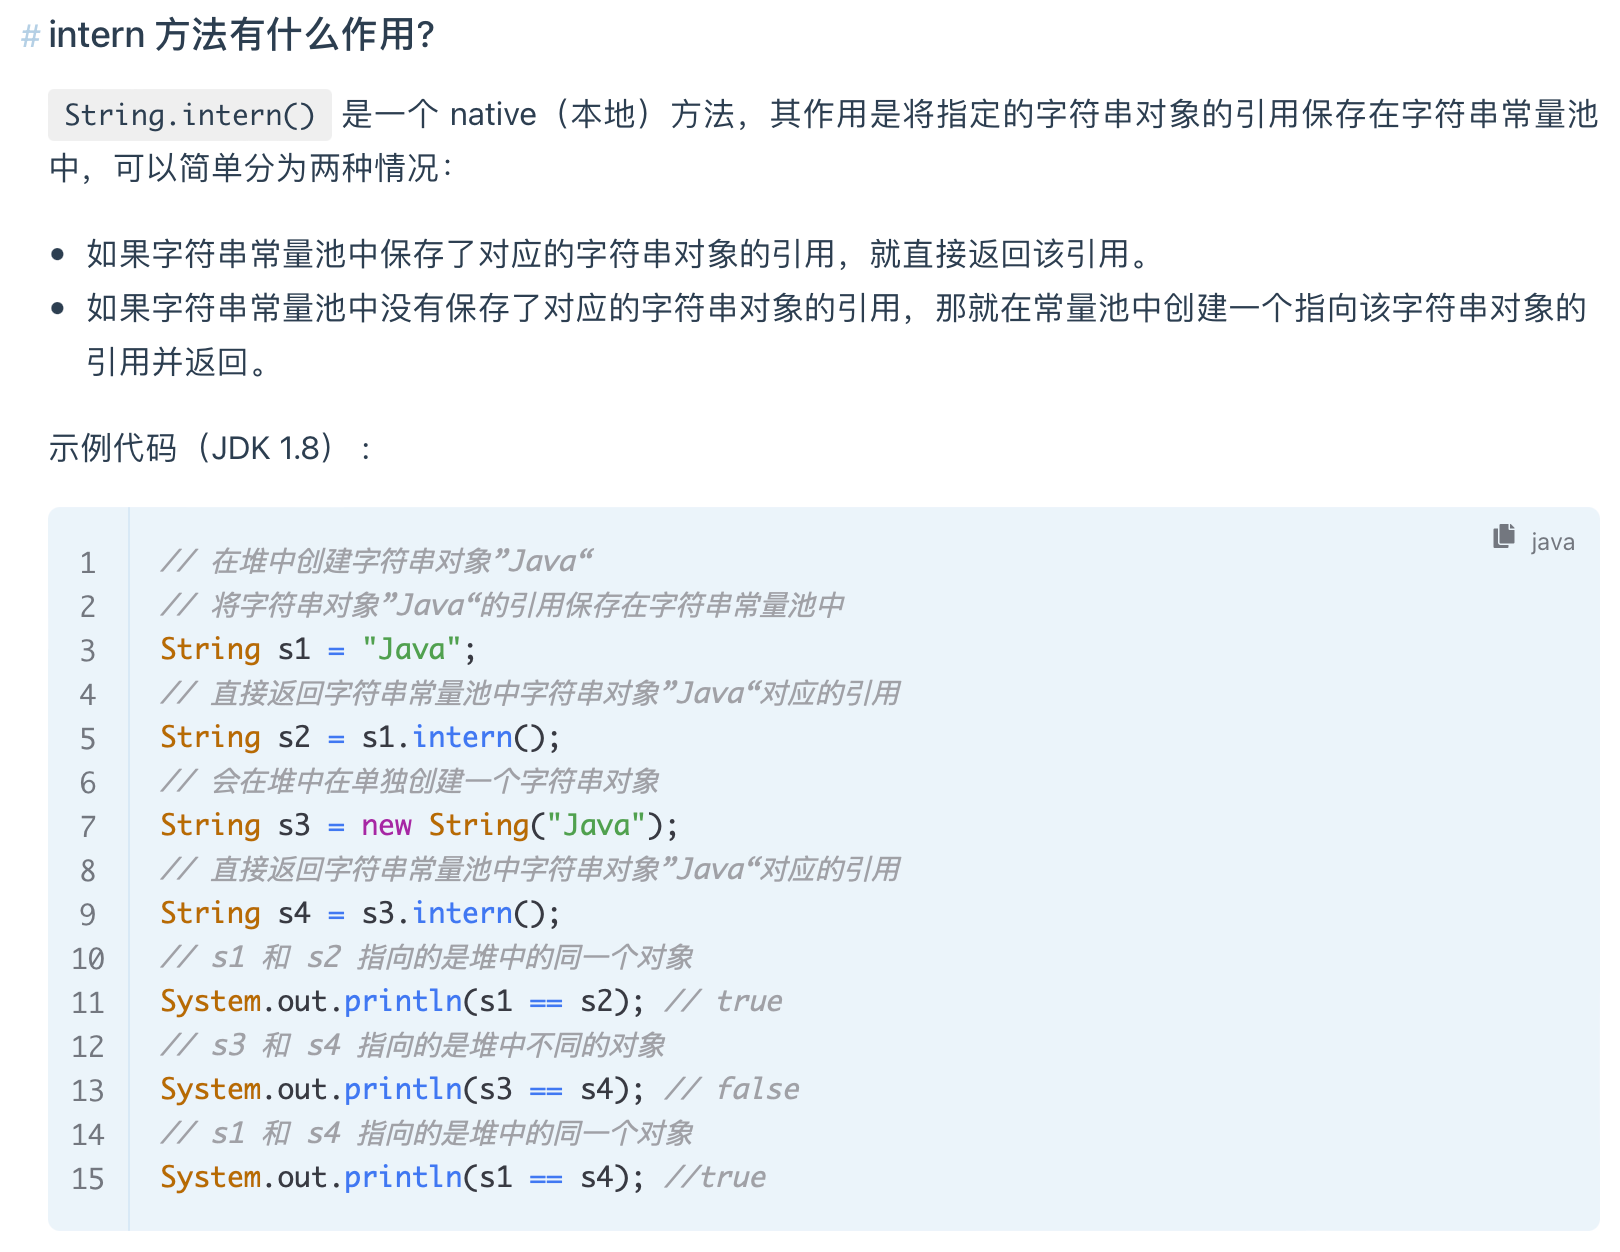 # intern 方法有什么作用?
String.intern() 是一个 native（本地）方法，其作用是将指定的字符串对象的引用保存在字符串常量池
中，可以简单分为两种情况：
• 如果字符串常量池中保存了对应的字符串对象的引用，就直接返回该引用。
• 如果字符串常量池中没有保存了对应的字符串对象的引用，那就在常量池中创建一个指向该字符串对象的
引用并返回。
示例代码（JDK 1.8） :
java
1 // 在堆中创建字符串对象”Java“
2 // 将字符串对象”Java“的引用保存在字符串常量池中
3 String s1 = "Java";
4 // 直接返回字符串常量池中字符串对象”Java“对应的引用
5 String s2 = s1.intern();
6 // 会在堆中在单独创建一个字符串对象
7 String s3 = new String("Java");
8 // 直接返回字符串常量池中字符串对象”Java“对应的引用
9 String s4 = s3.intern();
10 // s1 和 s2 指向的是堆中的同一个对象
11 System.out.println(s1 == s2); // true
12 // s3 和 s4 指向的是堆中不同的对象
13 System.out.println(s3 == s4); // false
14 // s1 和 s4 指向的是堆中的同一个对象
15 System.out.println(s1 == s4); //true